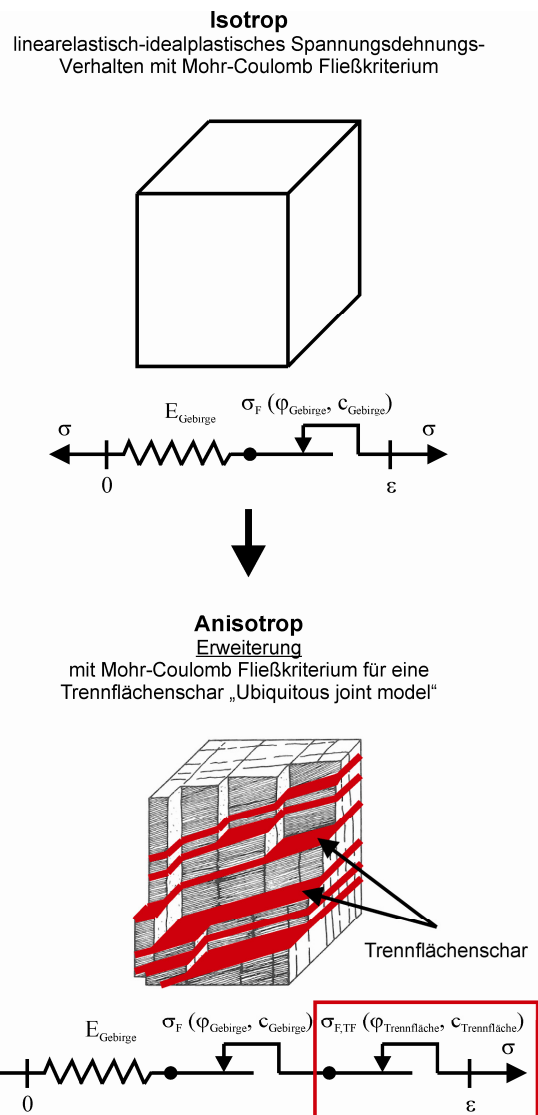 Isotrop
linearelastisch-idealplastisches Spannungsdehnungs-
Verhalten mit Mohr-Coulomb Fließkriterium
E_Gebirge σ_F (φ_Gebirge, c_Gebirge)
σ σ
0 ε
Anisotrop
Erweiterung
mit Mohr-Coulomb Fließkriterium für eine
Trennflächenschar „Ubiquitous joint model“
Trennflächenschar
E_Gebirge σ_F (φ_Gebirge, c_Gebirge) σ_F,TF (φ_Trennfläche, c_Trennfläche)
σ
0 ε